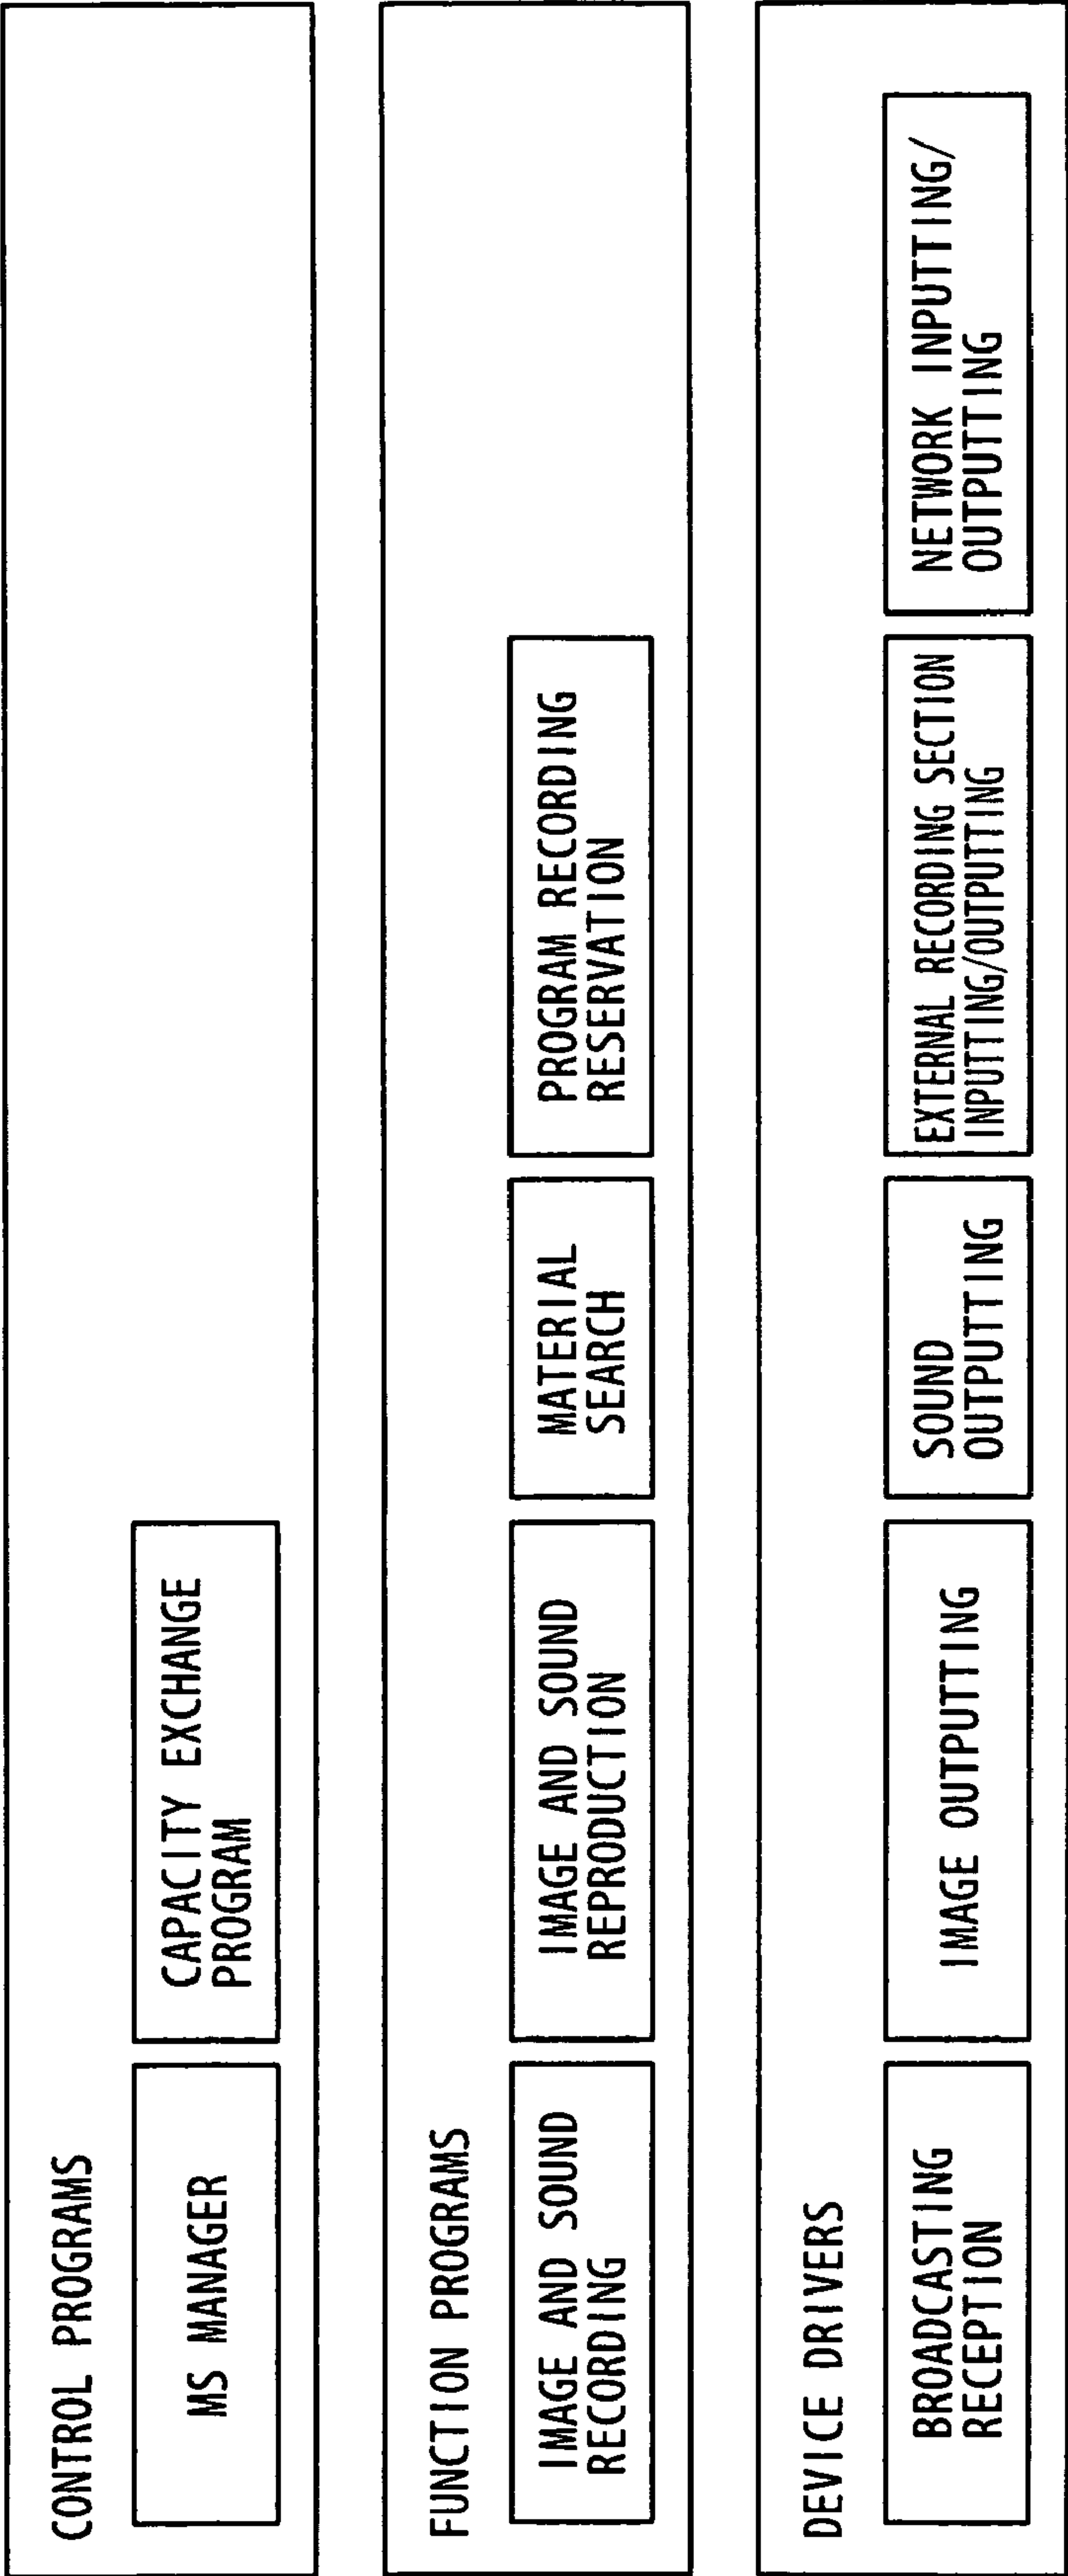 CONTROL PROGRAMS
MS MANAGER
CAPACITY EXCHANGE
PROGRAM
FUNCTION PROGRAMS
IMAGE AND SOUND
RECORDING
IMAGE AND SOUND
REPRODUCTION
MATERIAL
SEARCH
PROGRAM RECORDING
RESERVATION
DEVICE DRIVERS
BROADCASTING
RECEPTION
IMAGE OUTPUTTING
SOUND
OUTPUTTING
EXTERNAL RECORDING SECTION
INPUTTING/OUTPUTTING
NETWORK INPUTTING/
OUTPUTTING